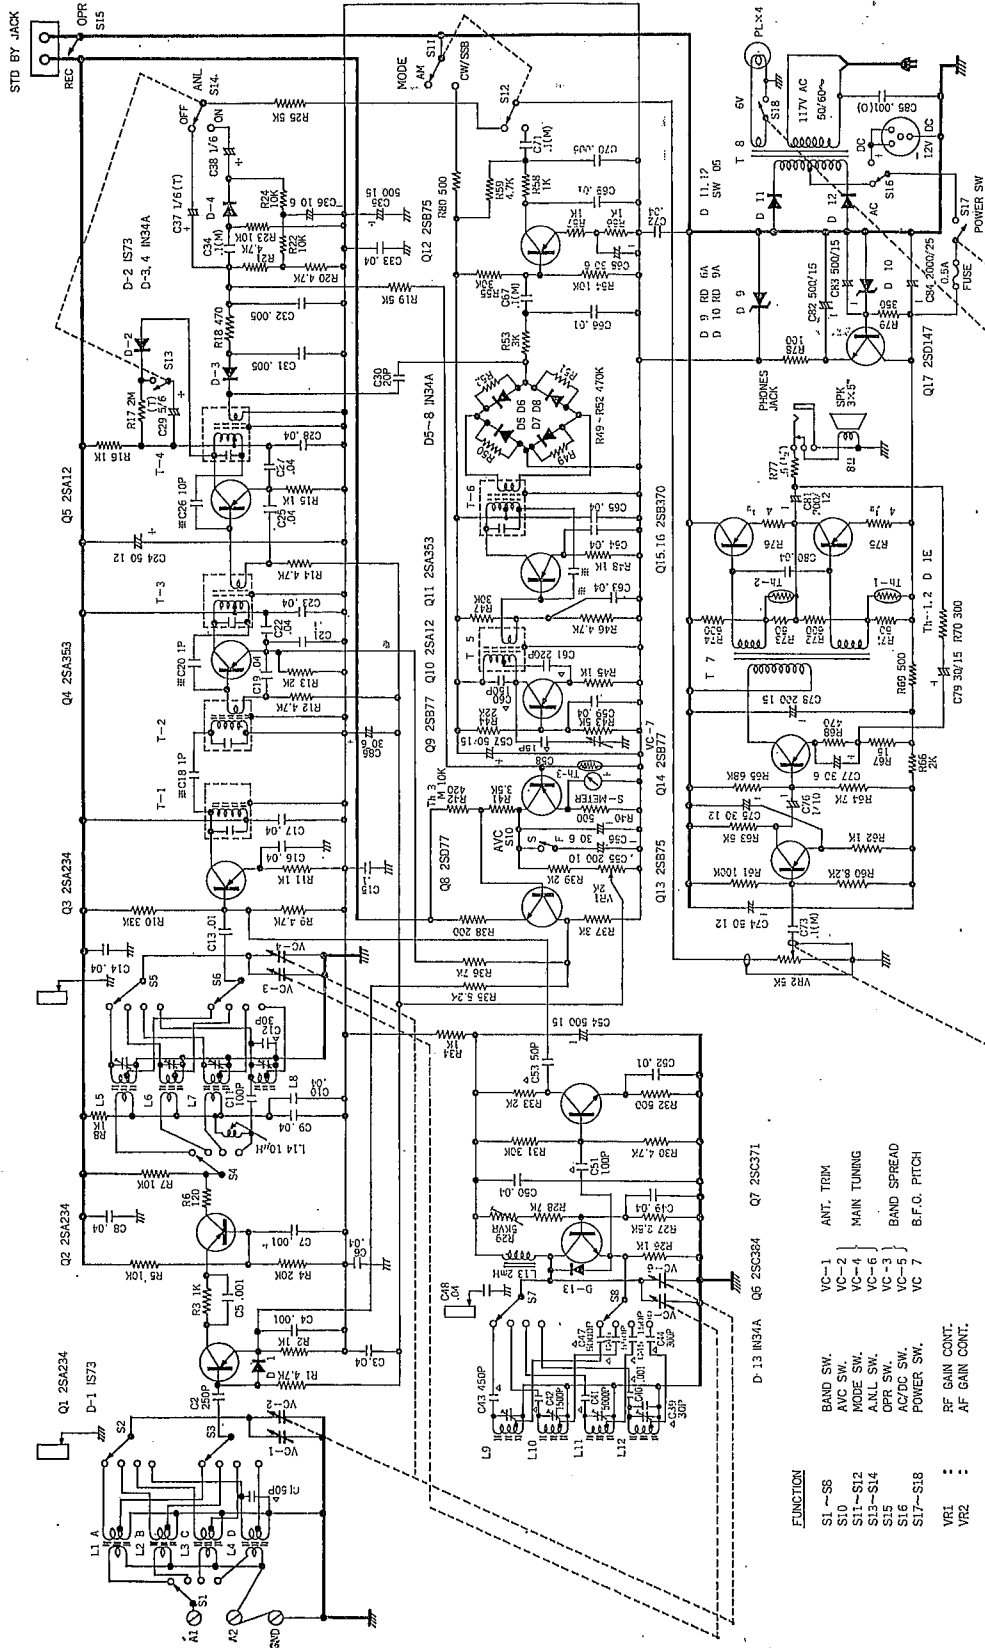 STD BY JACK
OPR
REC
S15
MODE
AM
S11
CW/SSB
S12
ANL
S14
OFF
ON
R25 5K
C38 1/6
C37 1/6(T)
D-4
C34 .1(M)
R24 10K
R23 10K
R22 10K
R21 4.7K
R20 4.7K
C36 10 6
C35 500 15
C33 .04
D-2 IS73
D-3, 4 IN34A
D-2
S13
R17 2M
C29 5/6 (T)
R16 1K
T-4
D-3
R18 470
C32 .005
C31 .005
C30 20P
R19 5K
C28 .04
C27 .04
Q5 2SA12
C26 10P
R15 1K
C25 .04
C24 50 12
R14 4.7K
T-3
C23 .04
C22 .04
C21
Q4 2SA353
C20 1P
C19 .04
R13 2K
R12 4.7K
T-2
C86 30 6
C18 1P
T-1
C17 .04
C16 .04
Q3 2SA234
R11 1K
C15
R10 33K
R9 4.7K
C13 .01
C14 .04
S5
S6
VC-4
VC-3
C12 30P
L5
L6
L7
L8
C11 100P
C10 .04
C9 .04
R8 1K
L14 10μH
S4
R7 10K
R6 120
C8 .04
C7 .001
C6 .04
Q2 2SA234
R5 10K
R4 20K
R3 1K
C5 .001
C4 .001
R2 1K
C3 .04
D 1
R1 4.7K
Q1 2SA234
D-1 IS73
C2 250P
S2
S3
VC-2
VC-1
L1 A
L2 B
L3 C
L4 D
S1
A1
A2
GND
Q12 2SB75
R80 500
C71 .1(M)
C70 .005
R59 4.7K
R58 1K
C69 .01
C72 .04
R55 30K
R54 10K
C67 .1(M)
C66 .01
R53 3K
D5~8 IN34A
D5 D6
D7 D8
R50
R49
R49~R52 470K
T-6
C65 .04
C64 .04
R48 1K
C63 .04
Q11 2SA353
R47 30K
R46 4.7K
Q10 2SA12
T 5
C61 220P
C60 150P
R45 1K
C59 .04
R44 22K
C57 50/15
C58
VC-7
Q9 2SB77
Th 3 M 10K
Th-3
R42 420
R41 3.5K
S-METER
R40 500
AVC S10
S F
C55 200 10
R39 2K
VR1 2K
Q8 2SD77
R38 200
R37 3K
R36 7K
R35 5.2K
R34 1K
C54 500 15
C53 50P
R33 2K
C52 .01
R32 500
R31 30K
R30 4.7K
C51 100P
C50 .04
Q7 2SC371
R29 5KVR
R28 7K
C49 .04
R27 2.5K
R26 1K
L13 2mH
D-13
Q6 2SC384
D-13 IN34A
C48 .04
S7
S8
VC-6
C43 450P
C41 5000P
C39 30P
L9
L10
L11
L12
6V
PL×4
S18
T 8
117V AC
50/60~
C85 .001(O)
DC
12V
S16
AC
S17
POWER SW
0.5A FUSE
D 11.12 SW 05
D 11
D 12
D 9 RD 6A
D 10 RD 9A
D 9
D 10
C82 500/15
C83 500/15
C84 2000/25
R79 350
R78 100
Q17 2SD147
PHONES JACK
SPK 3×5"
8Ω
Q15.16 2SB370
R76
R75
C80 .04
Th-2
Th-1
Th-1.2 D 1E
R70 300
C79 30/15
R69 500
T 7
C78 200 15
R68 470
R67 15
R66 2K
Q14 2SB77
R65 68K
R64 7K
C77 30 6
C76 1/10
C75 30 12
R63 5K
R62 1K
Q13 2SB75
R61 100K
R60 8.2K
C74 50 12
C73 .1(M)
VR2 5K
FUNCTION
S1~S8 BAND SW.
S10 AVC SW.
S11~S12 MODE SW.
S13~S14 A.N.L SW.
S15 OPR SW.
S16 AC/DC SW.
S17~S18 POWER SW.
VR1 : RF GAIN CONT.
VR2 : AF GAIN CONT.
VC-1 ANT. TRIM
VC-2
VC-4 MAIN TUNING
VC-6
VC-3
VC-5 BAND SPREAD
VC 7 B.F.O. PITCH